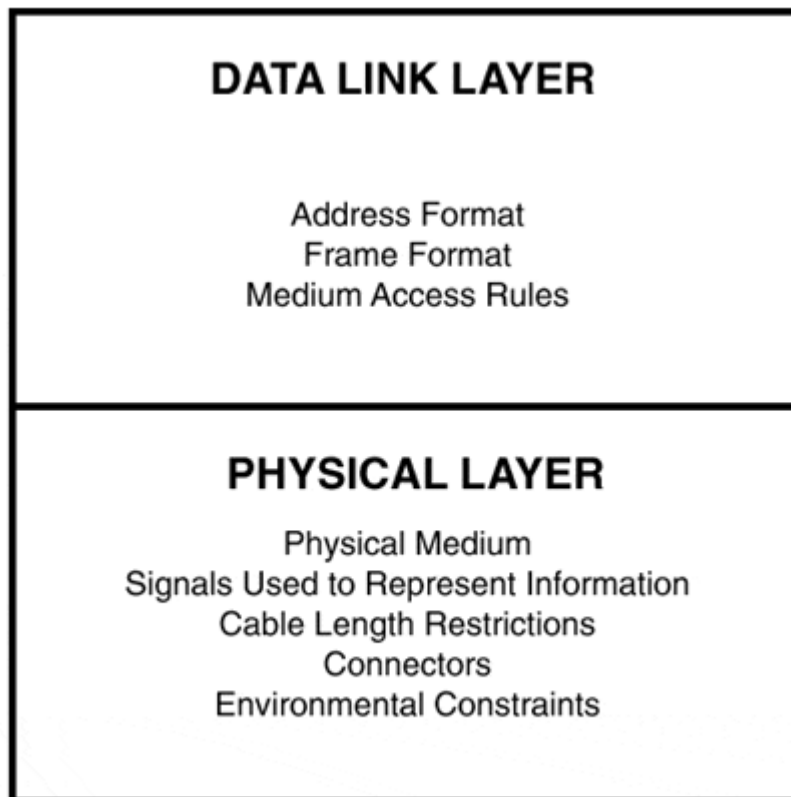 DATA LINK LAYER
Address Format
Frame Format
Medium Access Rules
PHYSICAL LAYER
Physical Medium
Signals Used to Represent Information
Cable Length Restrictions
Connectors
Environmental Constraints